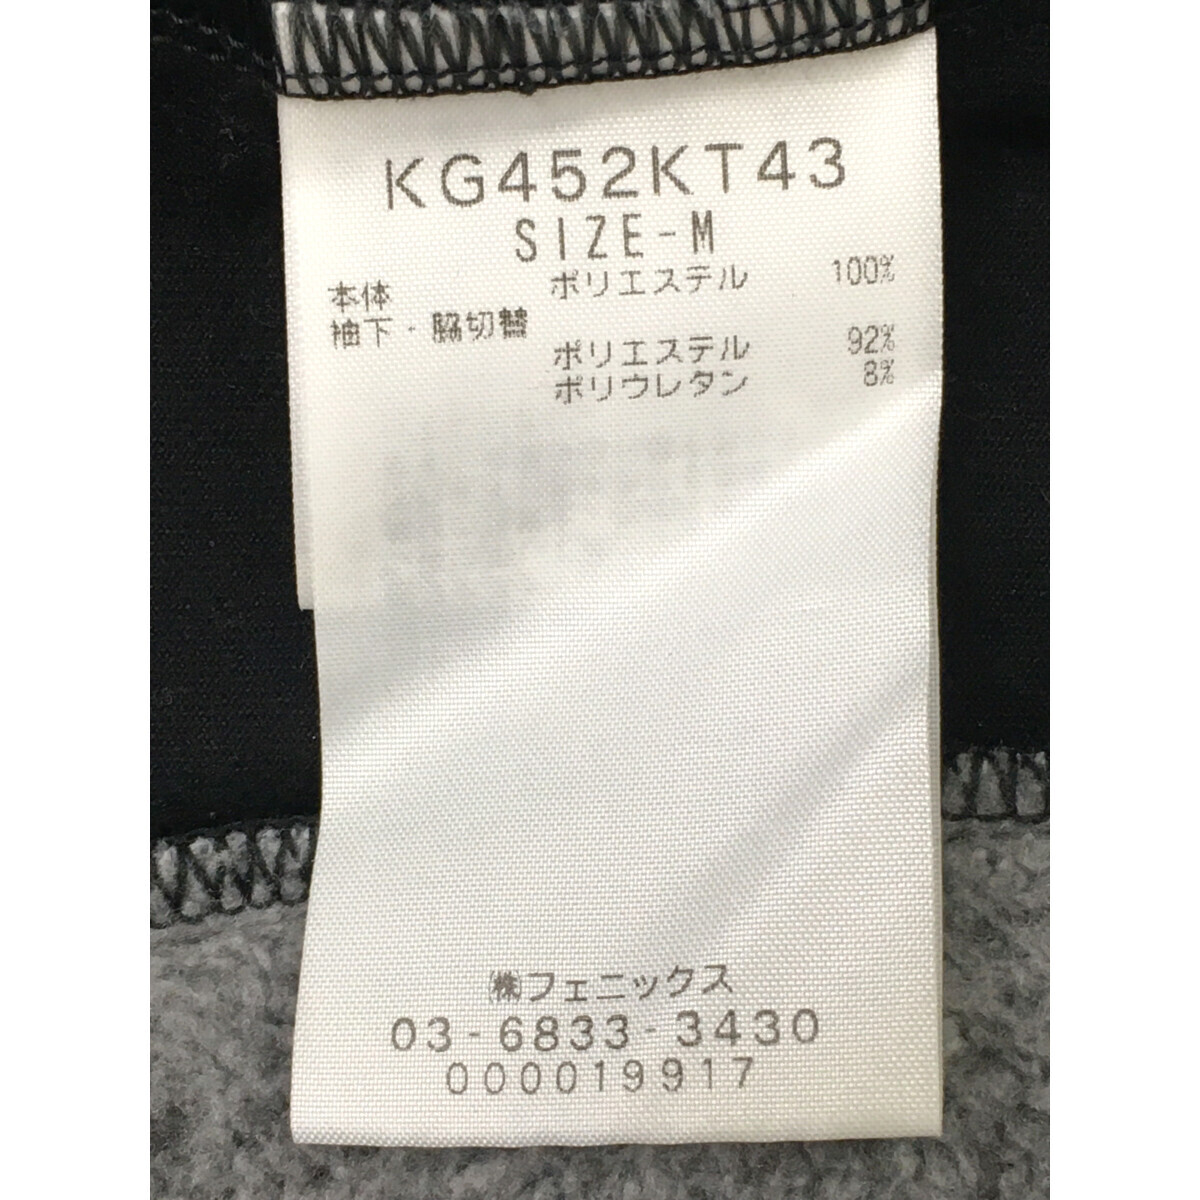 KG452KT43
SIZE-M
本体 ポリエステル 100%
袖下・脇切替
ポリエステル 92%
ポリウレタン 8%
㈱フェニックス
03-6833-3430
000019917